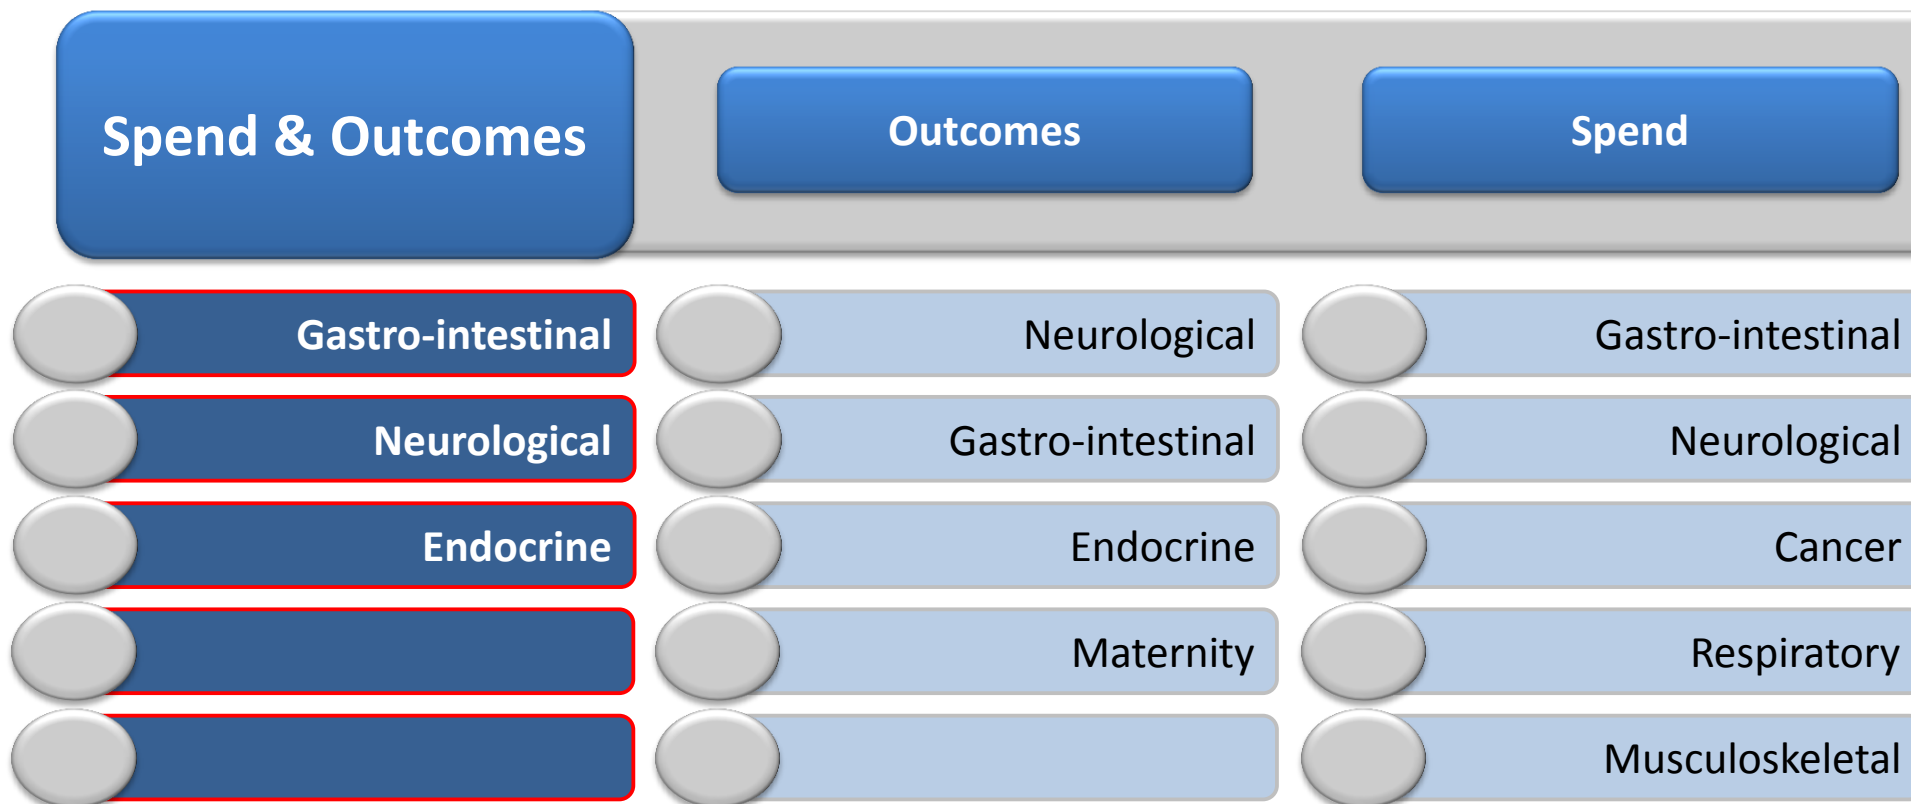 Spend & Outcomes
Outcomes
Spend
Gastro-intestinal
Neurological
Gastro-intestinal
Neurological
Gastro-intestinal
Neurological
Endocrine
Endocrine
Cancer
Maternity
Respiratory
Musculoskeletal